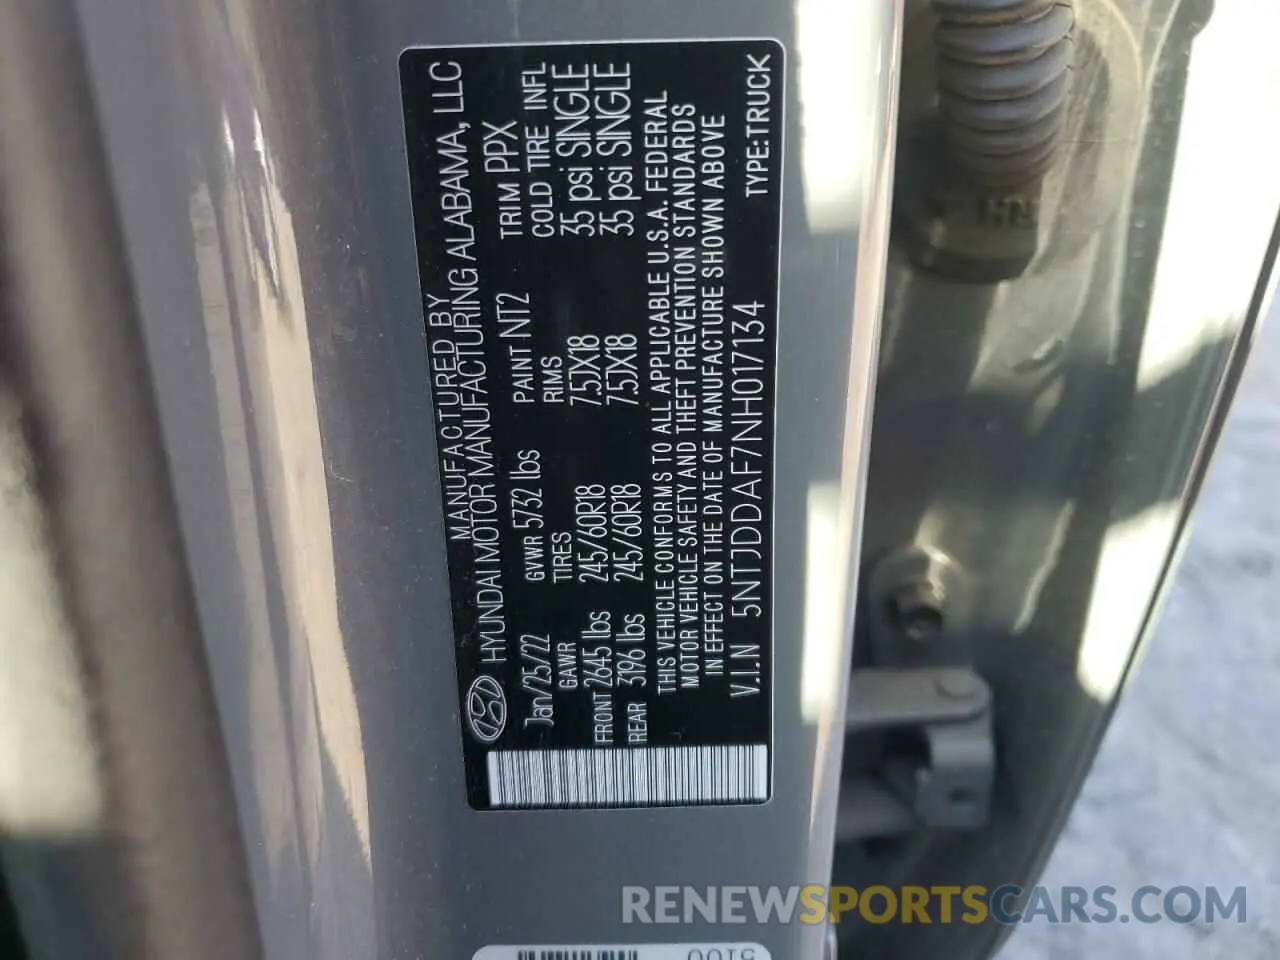 MANUFACTURED BY
HYUNDAI MOTOR MANUFACTURING ALABAMA, LLC
Jan/25/22 GVWR 5732 lbs PAINT NT2 TRIM PPX
GAWR TIRES RIMS COLD TIRE INFL
FRONT 2645 lbs 245/60R18 7.5JX18 35 psi SINGLE
REAR 3196 lbs 245/60R18 7.5JX18 35 psi SINGLE
THIS VEHICLE CONFORMS TO ALL APPLICABLE U.S.A. FEDERAL
MOTOR VEHICLE SAFETY AND THEFT PREVENTION STANDARDS
IN EFFECT ON THE DATE OF MANUFACTURE SHOWN ABOVE
V.I.N 5NTJDDAF7NH017134 TYPE:TRUCK
5100
RENEWSPORTSCARS.COM